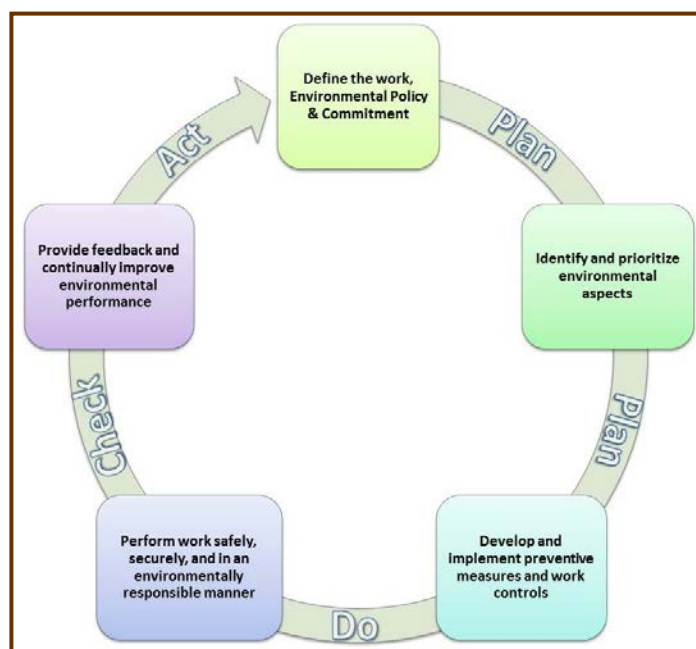 Define the work,
Environmental Policy
& Commitment
Plan
Identify and prioritize
environmental
aspects
Plan
Develop and
implement preventive
measures and work
controls
Do
Perform work safely,
securely, and in an
environmentally
responsible manner
Check
Provide feedback and
continually improve
environmental
performance
Act